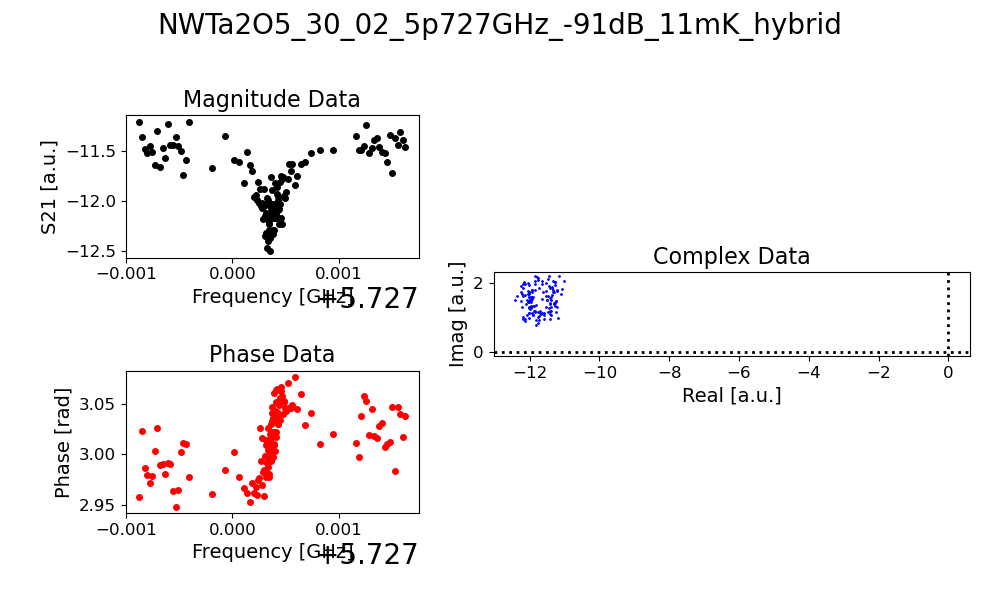 NWTa2O5_30_02_5p727GHz_-91dB_11mK_hybrid
Magnitude Data
S21 [a.u.]
−11.5
−12.0
−12.5
−0.001 0.000 0.001
Frequency [GHz]
+5.727
Phase Data
Phase [rad]
3.05
3.00
2.95
−0.001 0.000 0.001
Frequency [GHz]
+5.727
Complex Data
Imag [a.u.]
2
0
−12 −10 −8 −6 −4 −2 0
Real [a.u.]